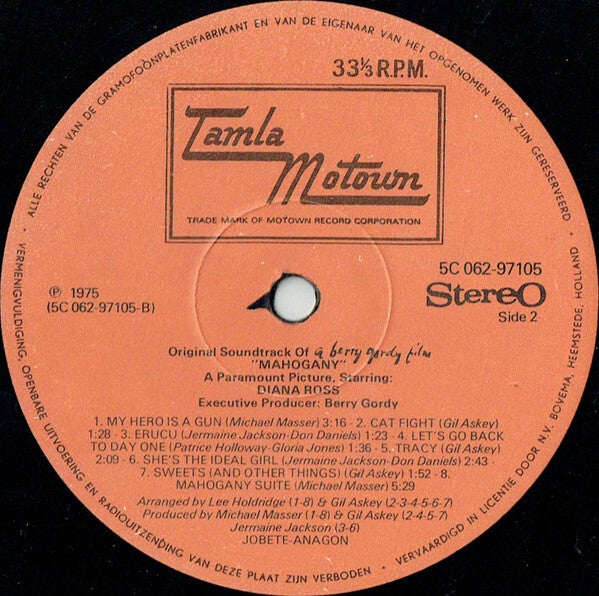 ALLE RECHTEN VAN DE GRAMOFOONPLATENFABRIKANT EN VAN DE EIGENAAR VAN HET OPGENOMEN WERK ZIJN GERESERVEERD
33⅓ R.P.M.
Tamla
Motown
TRADE MARK OF MOTOWN RECORD CORPORATION
℗ 1975
(5C 062-97105-B)
5C 062-97105
Stereo
Side 2
Original Soundtrack Of a berry gordy film
"MAHOGANY"
A Paramount Picture, Starring:
DIANA ROSS
Executive Producer: Berry Gordy
1. MY HERO IS A GUN (Michael Masser) 3:16 - 2. CAT FIGHT (Gil Askey)
1:28 - 3. ERUCU (Jermaine Jackson-Don Daniels) 1:23 - 4. LET'S GO BACK
TO DAY ONE (Patrice Holloway-Gloria Jones) 1:36 - 5. TRACY (Gil Askey)
2:09 - 6. SHE'S THE IDEAL GIRL (Jermaine Jackson-Don Daniels) 2:43 -
7. SWEETS (AND OTHER THINGS) (Gil Askey) 1:52 - 8.
MAHOGANY SUITE (Michael Masser) 5:29
Arranged by Lee Holdridge (1-8) & Gil Askey (2-3-4-5-6-7)
Produced by Michael Masser (1-8) & Gil Askey (2-4-5-7)
Jermaine Jackson (3-6)
JOBETE-ANAGON
VERMENIGVULDIGING, OPENBARE UITVOERING EN RADIOUITZENDING VAN DEZE PLAAT ZIJN VERBODEN • VERVAARDIGD IN LICENTIE DOOR N.V. BOVEMA, HEEMSTEDE, HOLLAND •